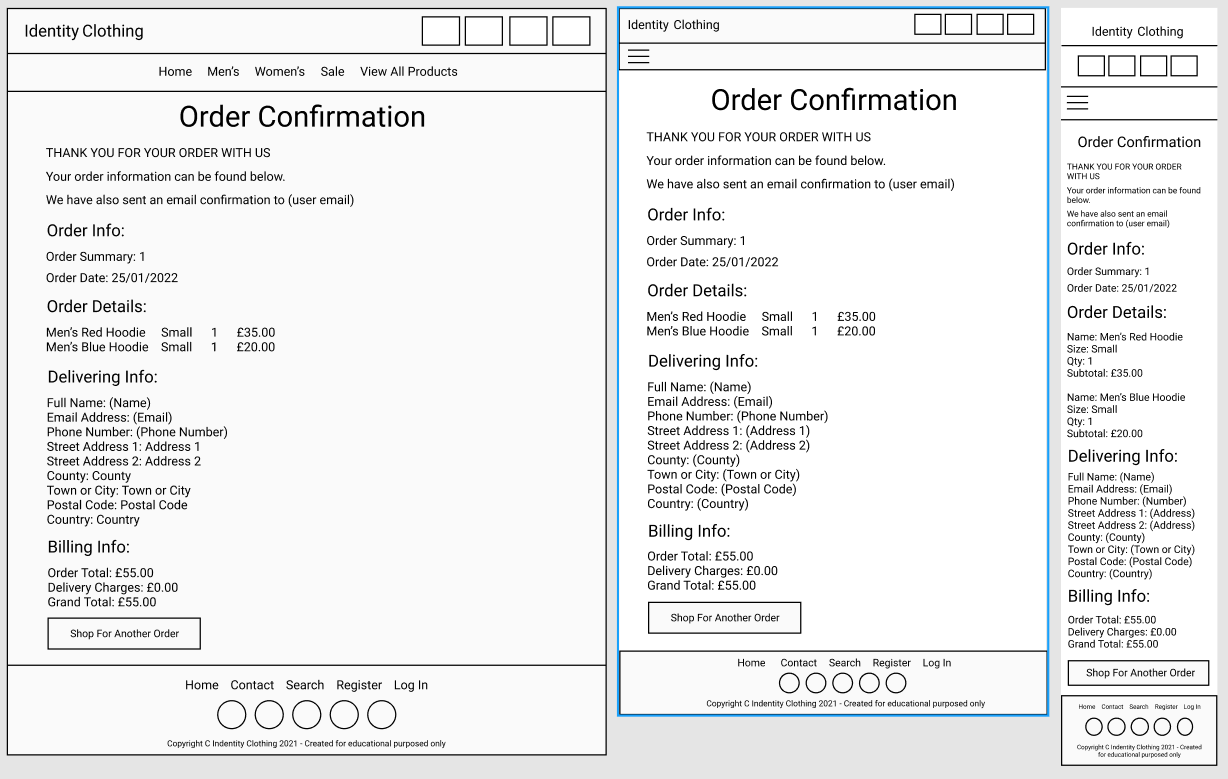 Identity Clothing
Home Men's Women's Sale View All Products
Order Confirmation
THANK YOU FOR YOUR ORDER WITH US
Your order information can be found below.
We have also sent an email confirmation to (user email)
Order Info:
Order Summary: 1
Order Date: 25/01/2022
Order Details:
Men's Red Hoodie Small 1 £35.00
Men's Blue Hoodie Small 1 £20.00
Delivering Info:
Full Name: (Name)
Email Address: (Email)
Phone Number: (Phone Number)
Street Address 1: Address 1
Street Address 2: Address 2
County: County
Town or City: Town or City
Postal Code: Postal Code
Country: Country
Billing Info:
Order Total: £55.00
Delivery Charges: £0.00
Grand Total: £55.00
Shop For Another Order
Home Contact Search Register Log In
Copyright C Indentity Clothing 2021 - Created for educational purposed only
Identity Clothing
Order Confirmation
THANK YOU FOR YOUR ORDER WITH US
Your order information can be found below.
We have also sent an email confirmation to (user email)
Order Info:
Order Summary: 1
Order Date: 25/01/2022
Order Details:
Men's Red Hoodie Small 1 £35.00
Men's Blue Hoodie Small 1 £20.00
Delivering Info:
Full Name: (Name)
Email Address: (Email)
Phone Number: (Phone Number)
Street Address 1: (Address 1)
Street Address 2: (Address 2)
County: (County)
Town or City: (Town or City)
Postal Code: (Postal Code)
Country: (Country)
Billing Info:
Order Total: £55.00
Delivery Charges: £0.00
Grand Total: £55.00
Shop For Another Order
Home Contact Search Register Log In
Copyright C Indentity Clothing 2021 - Created for educational purposed only
Identity Clothing
Order Confirmation
THANK YOU FOR YOUR ORDER
WITH US
Your order information can be found
below.
We have also sent an email
confirmation to (user email)
Order Info:
Order Summary: 1
Order Date: 25/01/2022
Order Details:
Name: Men's Red Hoodie
Size: Small
Qty: 1
Subtotal: £35.00
Name: Men's Blue Hoodie
Size: Small
Qty: 1
Subtotal: £20.00
Delivering Info:
Full Name: (Name)
Email Address: (Email)
Phone Number: (Number)
Street Address 1: (Address)
Street Address 2: (Address)
County: (County)
Town or City: (Town or City)
Postal Code: (Postal Code)
Country: (Country)
Billing Info:
Order Total: £55.00
Delivery Charges: £0.00
Grand Total: £55.00
Shop For Another Order
Home Contact Search Register Log In
Copyright C Indentity Clothing 2021 - Created
for educational purposed only